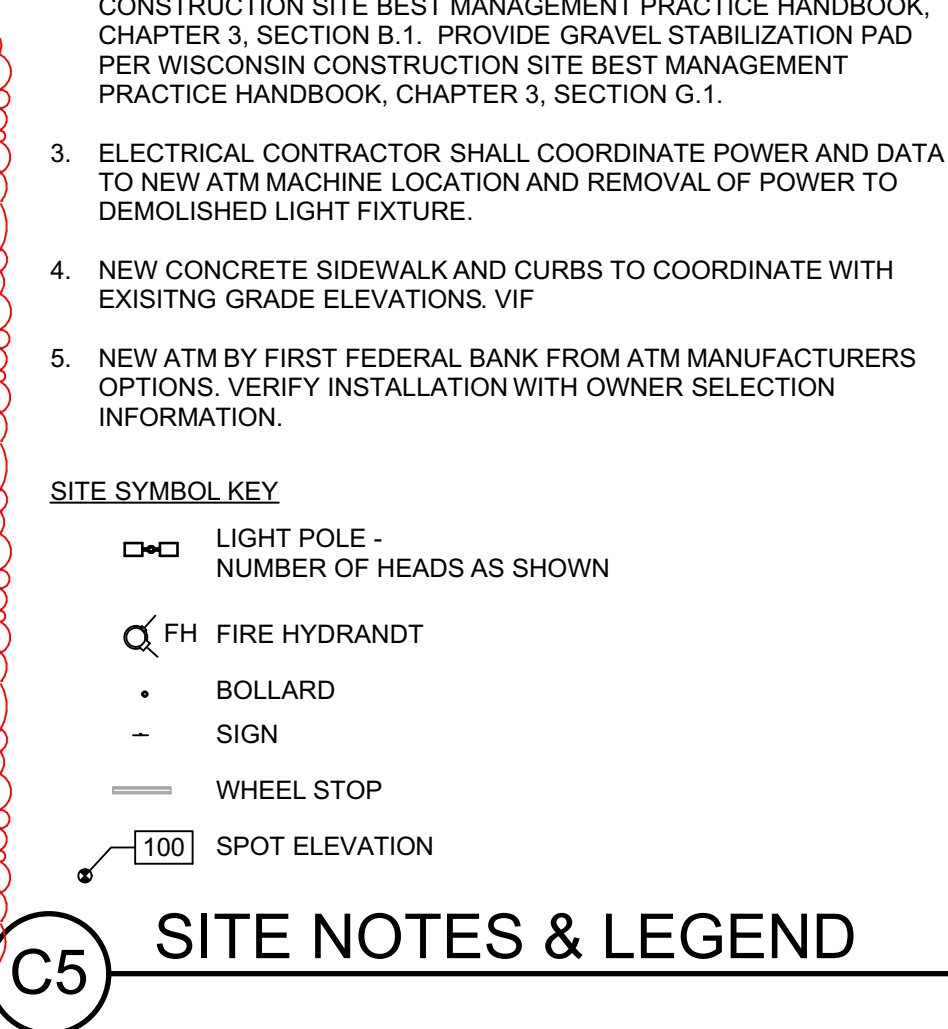 CONSTRUCTION SITE BEST MANAGEMENT PRACTICE HANDBOOK,
CHAPTER 3, SECTION B.1. PROVIDE GRAVEL STABILIZATION PAD
PER WISCONSIN CONSTRUCTION SITE BEST MANAGEMENT
PRACTICE HANDBOOK, CHAPTER 3, SECTION G.1.
3. ELECTRICAL CONTRACTOR SHALL COORDINATE POWER AND DATA
TO NEW ATM MACHINE LOCATION AND REMOVAL OF POWER TO
DEMOLISHED LIGHT FIXTURE.
4. NEW CONCRETE SIDEWALK AND CURBS TO COORDINATE WITH
EXISITNG GRADE ELEVATIONS. VIF
5. NEW ATM BY FIRST FEDERAL BANK FROM ATM MANUFACTURERS
OPTIONS. VERIFY INSTALLATION WITH OWNER SELECTION
INFORMATION.
SITE SYMBOL KEY
LIGHT POLE -
NUMBER OF HEADS AS SHOWN
FH FIRE HYDRANDT
BOLLARD
SIGN
WHEEL STOP
100 SPOT ELEVATION
C5 SITE NOTES & LEGEND